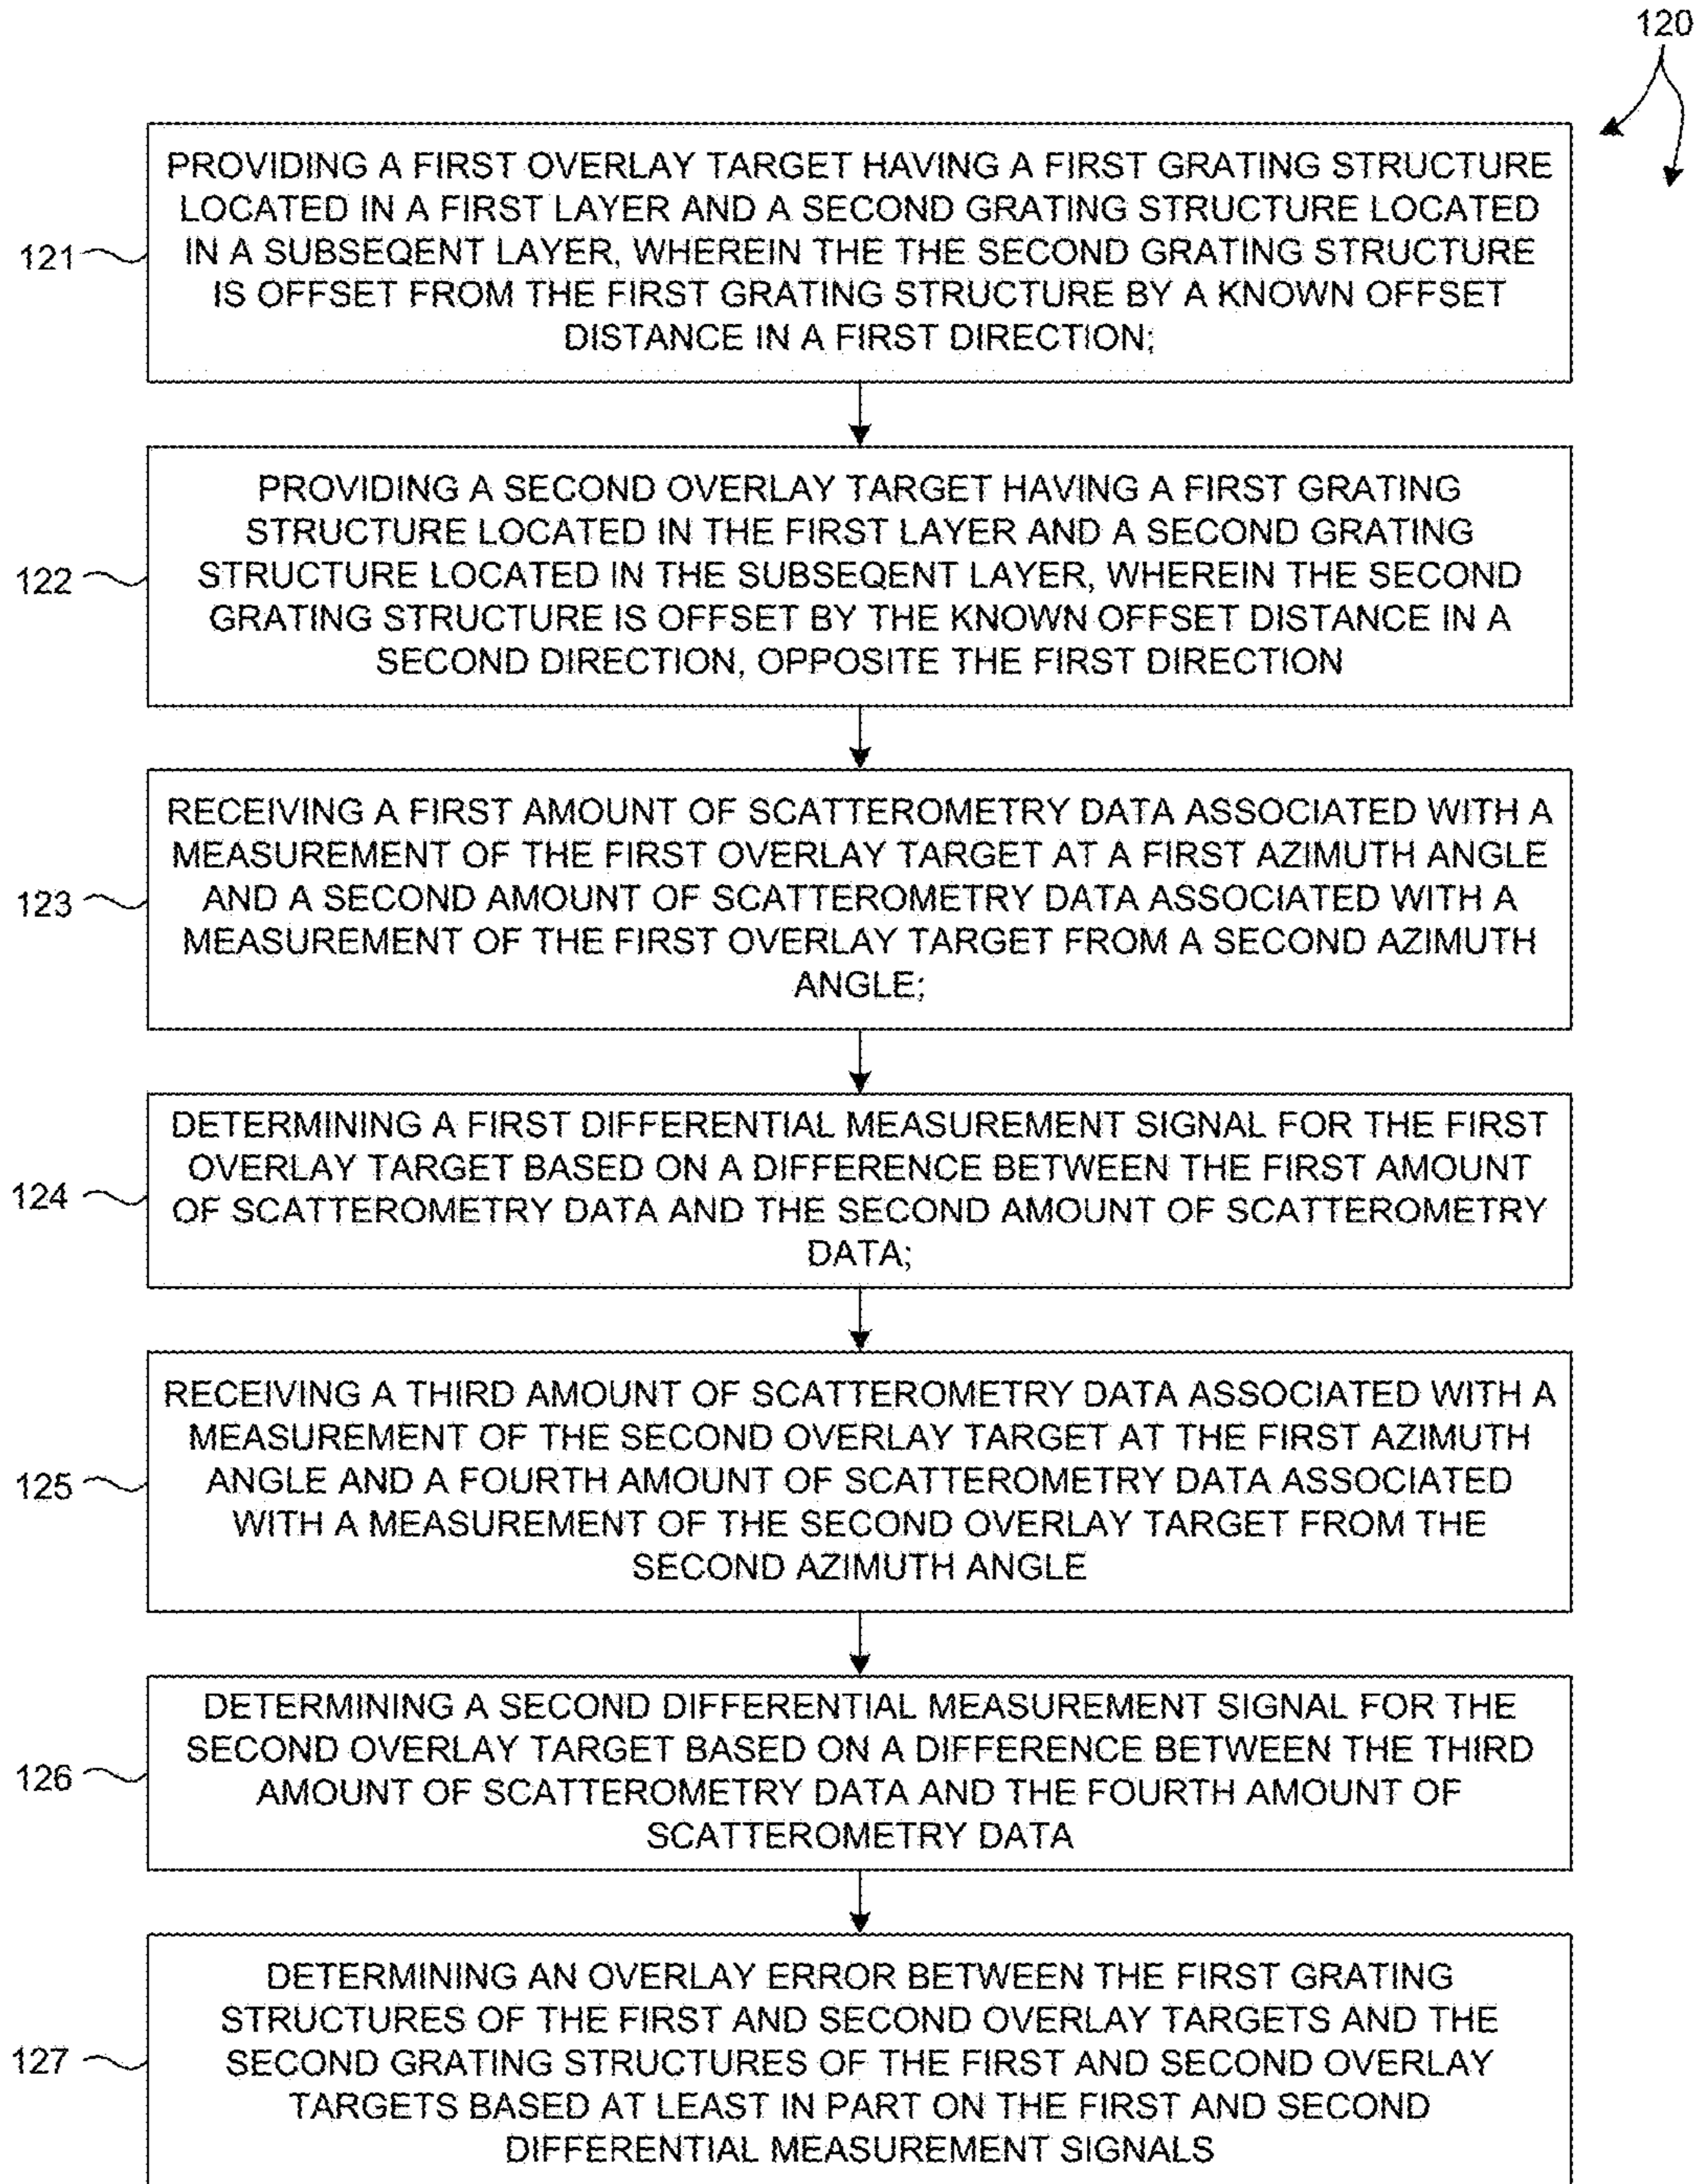 120
PROVIDING A FIRST OVERLAY TARGET HAVING A FIRST GRATING STRUCTURE
LOCATED IN A FIRST LAYER AND A SECOND GRATING STRUCTURE LOCATED
121
IN A SUBSEQENT LAYER, WHEREIN THE THE SECOND GRATING STRUCTURE
IS OFFSET FROM THE FIRST GRATING STRUCTURE BY A KNOWN OFFSET
DISTANCE IN A FIRST DIRECTION;
PROVIDING A SECOND OVERLAY TARGET HAVING A FIRST GRATING
STRUCTURE LOCATED IN THE FIRST LAYER AND A SECOND GRATING
122
STRUCTURE LOCATED IN THE SUBSEQENT LAYER, WHEREIN THE SECOND
GRATING STRUCTURE IS OFFSET BY THE KNOWN OFFSET DISTANCE IN A
SECOND DIRECTION, OPPOSITE THE FIRST DIRECTION
RECEIVING A FIRST AMOUNT OF SCATTEROMETRY DATA ASSOCIATED WITH A
MEASUREMENT OF THE FIRST OVERLAY TARGET AT A FIRST AZIMUTH ANGLE
123
AND A SECOND AMOUNT OF SCATTEROMETRY DATA ASSOCIATED WITH A
MEASUREMENT OF THE FIRST OVERLAY TARGET FROM A SECOND AZIMUTH
ANGLE;
DETERMINING A FIRST DIFFERENTIAL MEASUREMENT SIGNAL FOR THE FIRST
OVERLAY TARGET BASED ON A DIFFERENCE BETWEEN THE FIRST AMOUNT
124
OF SCATTEROMETRY DATA AND THE SECOND AMOUNT OF SCATTEROMETRY
DATA;
RECEIVING A THIRD AMOUNT OF SCATTEROMETRY DATA ASSOCIATED WITH A
MEASUREMENT OF THE SECOND OVERLAY TARGET AT THE FIRST AZIMUTH
125
ANGLE AND A FOURTH AMOUNT OF SCATTEROMETRY DATA ASSOCIATED
WITH A MEASUREMENT OF THE SECOND OVERLAY TARGET FROM THE
SECOND AZIMUTH ANGLE
DETERMINING A SECOND DIFFERENTIAL MEASUREMENT SIGNAL FOR THE
SECOND OVERLAY TARGET BASED ON A DIFFERENCE BETWEEN THE THIRD
126
AMOUNT OF SCATTEROMETRY DATA AND THE FOURTH AMOUNT OF
SCATTEROMETRY DATA
DETERMINING AN OVERLAY ERROR BETWEEN THE FIRST GRATING
STRUCTURES OF THE FIRST AND SECOND OVERLAY TARGETS AND THE
127
SECOND GRATING STRUCTURES OF THE FIRST AND SECOND OVERLAY
TARGETS BASED AT LEAST IN PART ON THE FIRST AND SECOND
DIFFERENTIAL MEASUREMENT SIGNALS